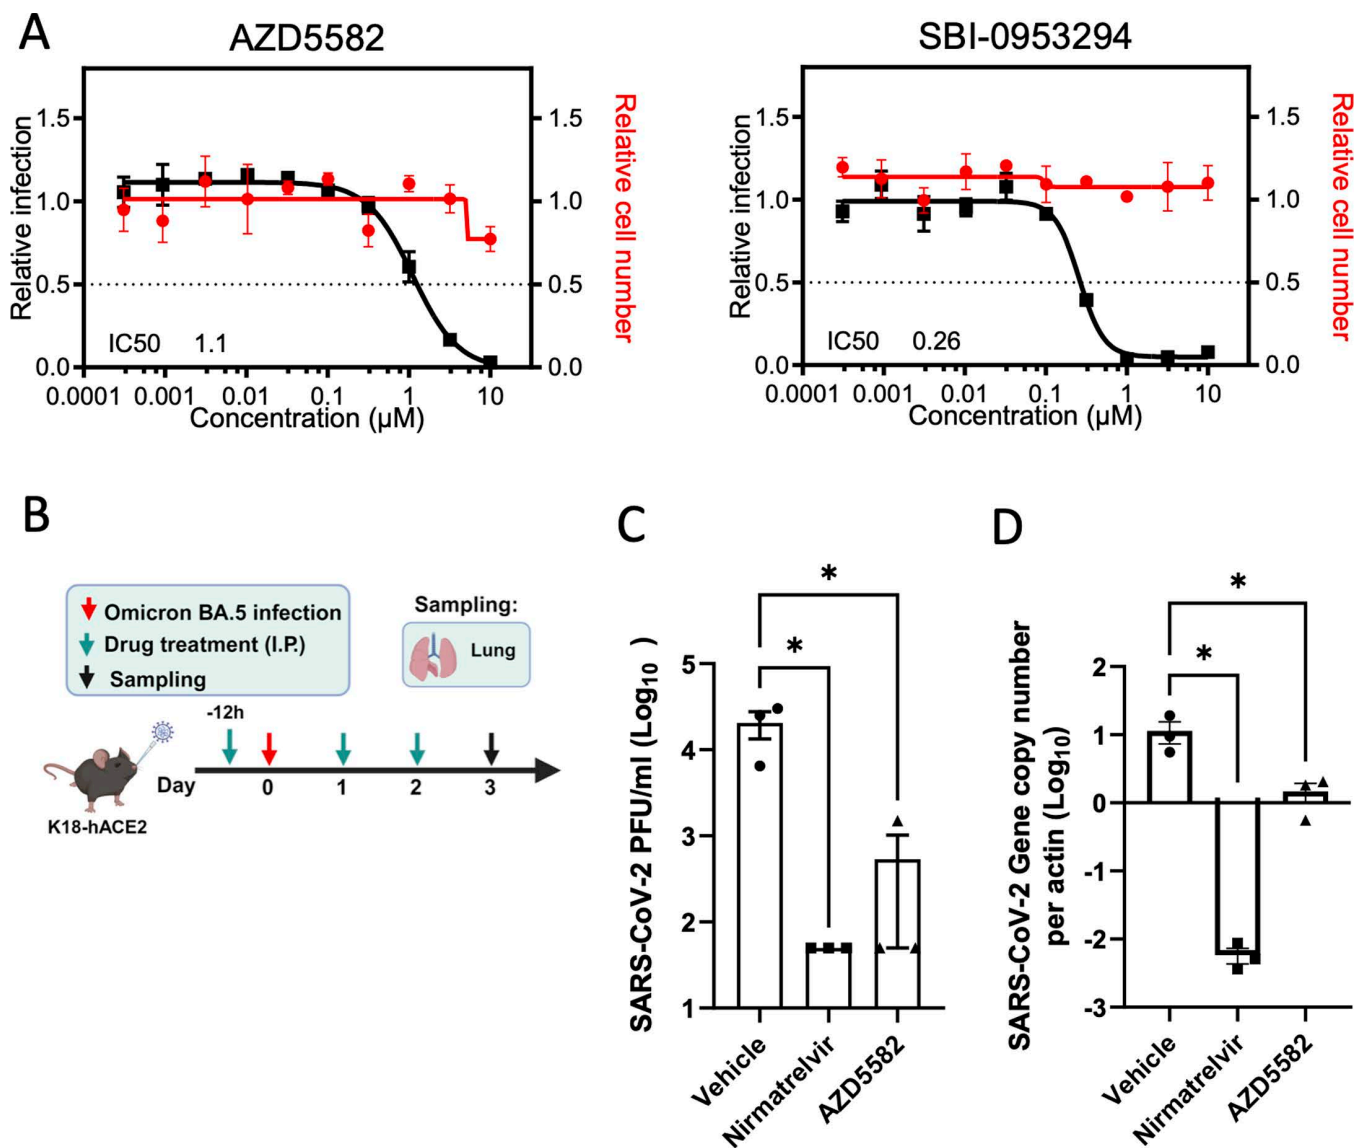 A
AZD5582
1.5
1.0
0.5
0.0
Relative infection
1.5
1.0
0.5
0.0
Relative cell number
IC50 1.1
0.0001 0.001 0.01 0.1 1 10
Concentration (µM)
SBI-0953294
1.5
1.0
0.5
0.0
Relative infection
1.5
1.0
0.5
0.0
Relative cell number
IC50 0.26
0.0001 0.001 0.01 0.1 1 10
Concentration (µM)
B
Omicron BA.5 infection
Drug treatment (I.P.)
Sampling
Sampling:
Lung
-12h
Day 0 1 2 3
K18-hACE2
C
SARS-CoV-2 PFU/ml (Log10 )
5
4
3
2
1
*
*
Vehicle
Nirmatrelvir
AZD5582
D
SARS-CoV-2 Gene copy number
per actin (Log10)
2
1
0
-1
-2
-3
*
*
Vehicle
Nirmatrelvir
AZD5582